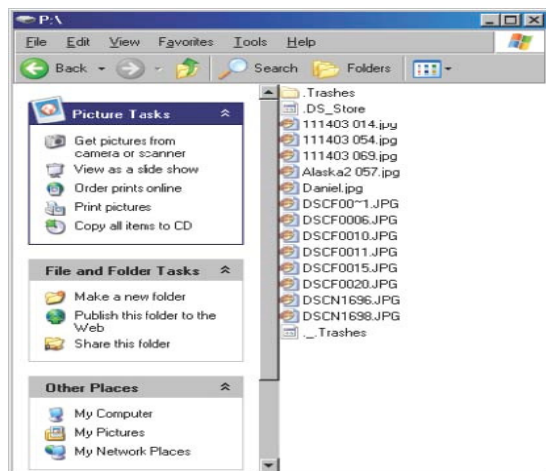 P:\
File Edit View Favorites Tools Help
Back Search Folders
Picture Tasks
Get pictures from
camera or scanner
View as a slide show
Order prints online
Print pictures
Copy all items to CD
File and Folder Tasks
Make a new folder
Publish this folder to the
Web
Share this folder
Other Places
My Computer
My Pictures
My Network Places
.Trashes
.DS_Store
111403 014.jpg
111403 054.jpg
111403 069.jpg
Alaska2 057.jpg
Daniel.jpg
DSCF00~1.JPG
DSCF0006.JPG
DSCF0010.JPG
DSCF0011.JPG
DSCF0015.JPG
DSCF0020.JPG
DSCN1696.JPG
DSCN1698.JPG
._.Trashes